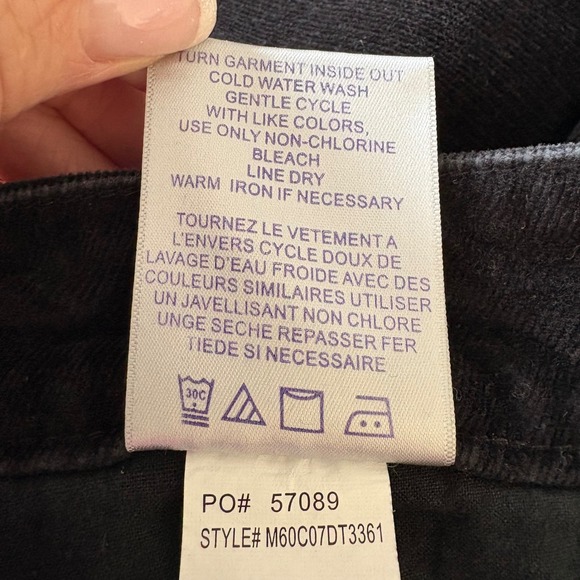 TURN GARMENT INSIDE OUT
COLD WATER WASH
GENTLE CYCLE
WITH LIKE COLORS,
USE ONLY NON-CHLORINE
BLEACH
LINE DRY
WARM IRON IF NECESSARY
TOURNEZ LE VETEMENT A
L'ENVERS CYCLE DOUX DE
LAVAGE D'EAU FROIDE AVEC DES
COULEURS SIMILAIRES UTILISER
UN JAVELLISANT NON CHLORE
UNGE SECHE REPASSER FER
TIEDE SI NECESSAIRE
30C
PO# 57089
STYLE# M60C07DT3361